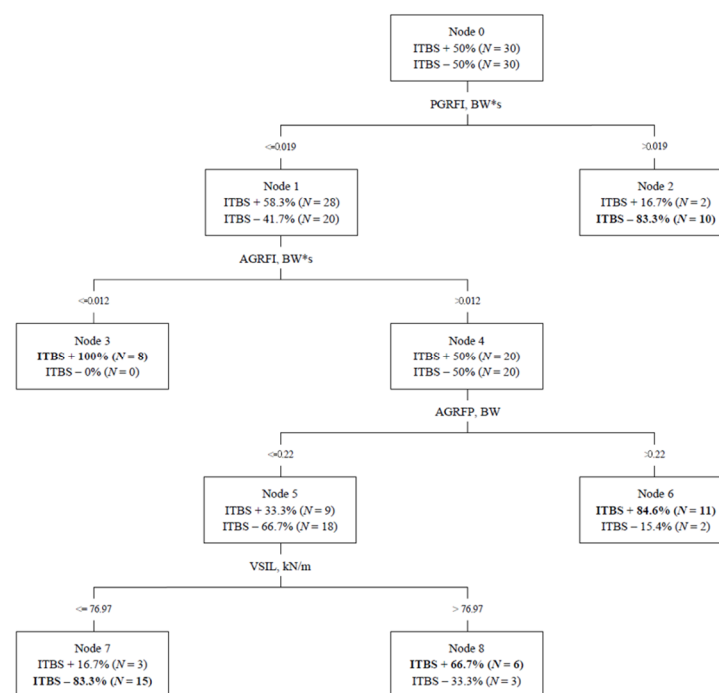 Node 0
ITBS + 50% (N = 30)
ITBS – 50% (N = 30)
PGRFI, BW*s
<=0.019
>0.019
Node 1
ITBS + 58.3% (N = 28)
ITBS – 41.7% (N = 20)
Node 2
ITBS + 16.7% (N = 2)
ITBS – 83.3% (N = 10)
AGRFI, BW*s
<=0.012
>0.012
Node 3
ITBS + 100% (N = 8)
ITBS – 0% (N = 0)
Node 4
ITBS + 50% (N = 20)
ITBS – 50% (N = 20)
AGRFP, BW
<=0.22
>0.22
Node 5
ITBS + 33.3% (N = 9)
ITBS – 66.7% (N = 18)
Node 6
ITBS + 84.6% (N = 11)
ITBS – 15.4% (N = 2)
VSIL, kN/m
<= 76.97
> 76.97
Node 7
ITBS + 16.7% (N = 3)
ITBS – 83.3% (N = 15)
Node 8
ITBS + 66.7% (N = 6)
ITBS – 33.3% (N = 3)